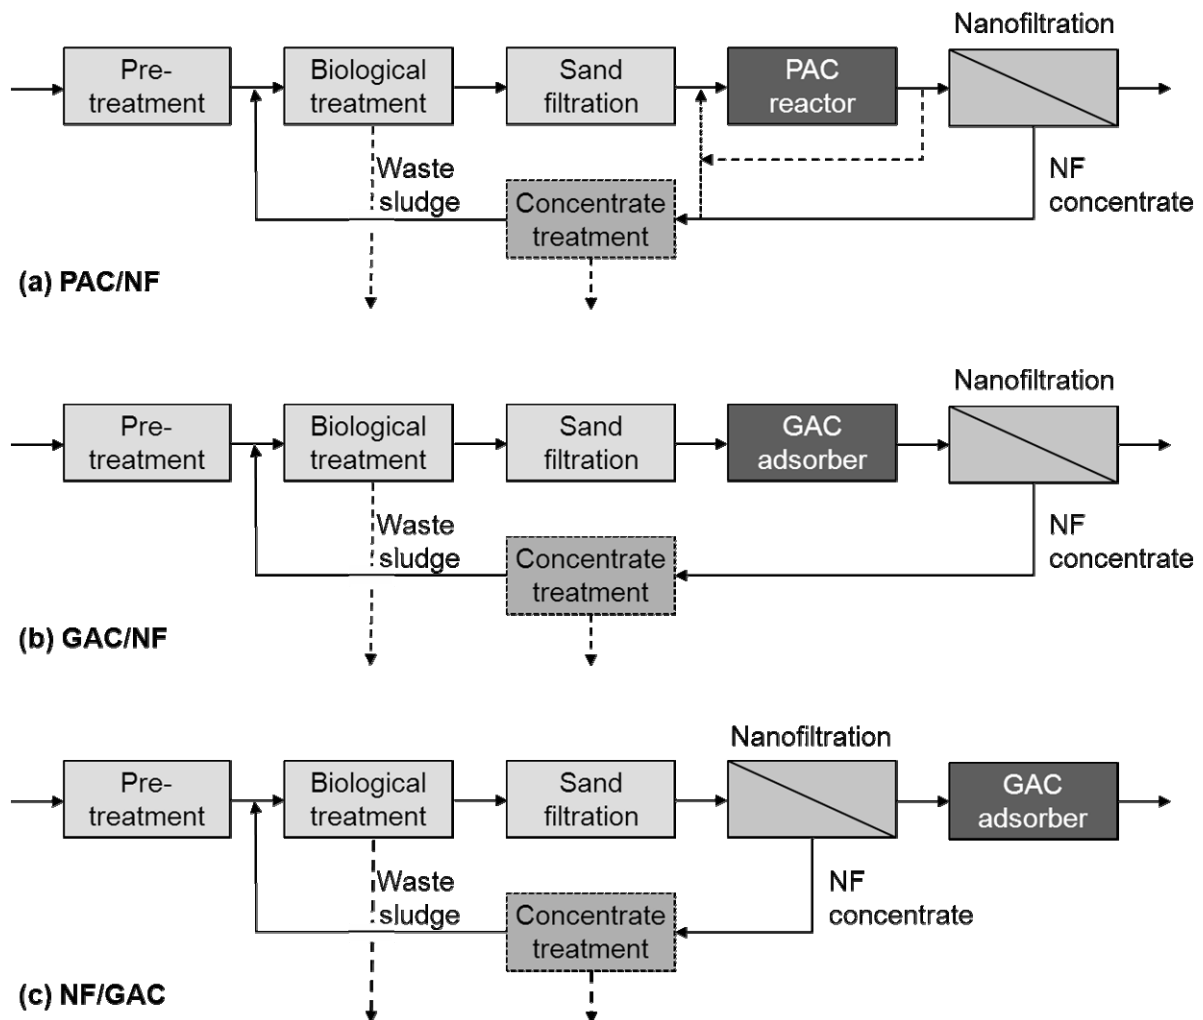 Nanofiltration
Pre-
treatment
Biological
treatment
Sand
filtration
PAC
reactor
Waste
sludge
Concentrate
treatment
NF
concentrate
(a) PAC/NF
Nanofiltration
Pre-
treatment
Biological
treatment
Sand
filtration
GAC
adsorber
Waste
sludge
Concentrate
treatment
NF
concentrate
(b) GAC/NF
Nanofiltration
Pre-
treatment
Biological
treatment
Sand
filtration
GAC
adsorber
Waste
sludge
Concentrate
treatment
NF
concentrate
(c) NF/GAC